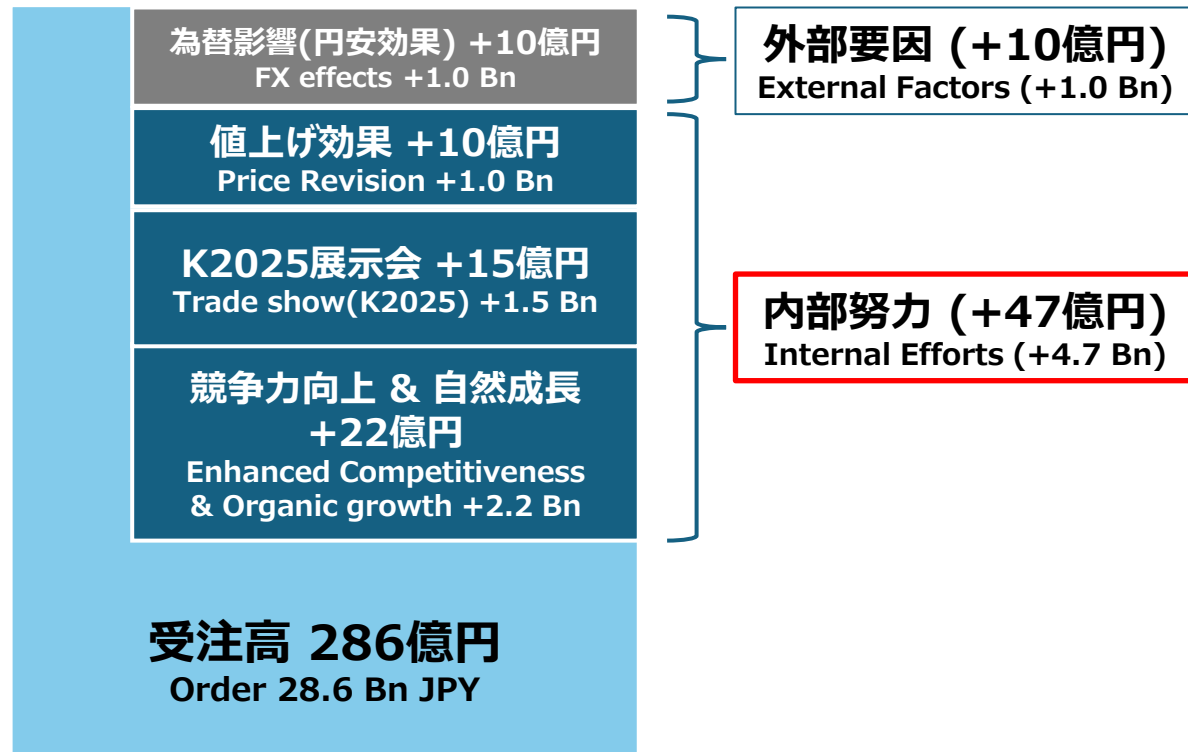 為替影響(円安効果) +10億円
FX effects +1.0 Bn
外部要因 (+10億円)
External Factors (+1.0 Bn)
値上げ効果 +10億円
Price Revision +1.0 Bn
K2025展示会 +15億円
Trade show(K2025) +1.5 Bn
内部努力 (+47億円)
Internal Efforts (+4.7 Bn)
競争力向上 & 自然成長
+22億円
Enhanced Competitiveness
& Organic growth +2.2 Bn
受注高 286億円
Order 28.6 Bn JPY